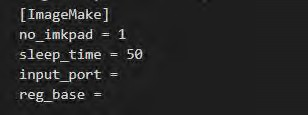 [ImageMake]
no_imkpad = 1
sleep_time = 50
input_port =
reg_base =